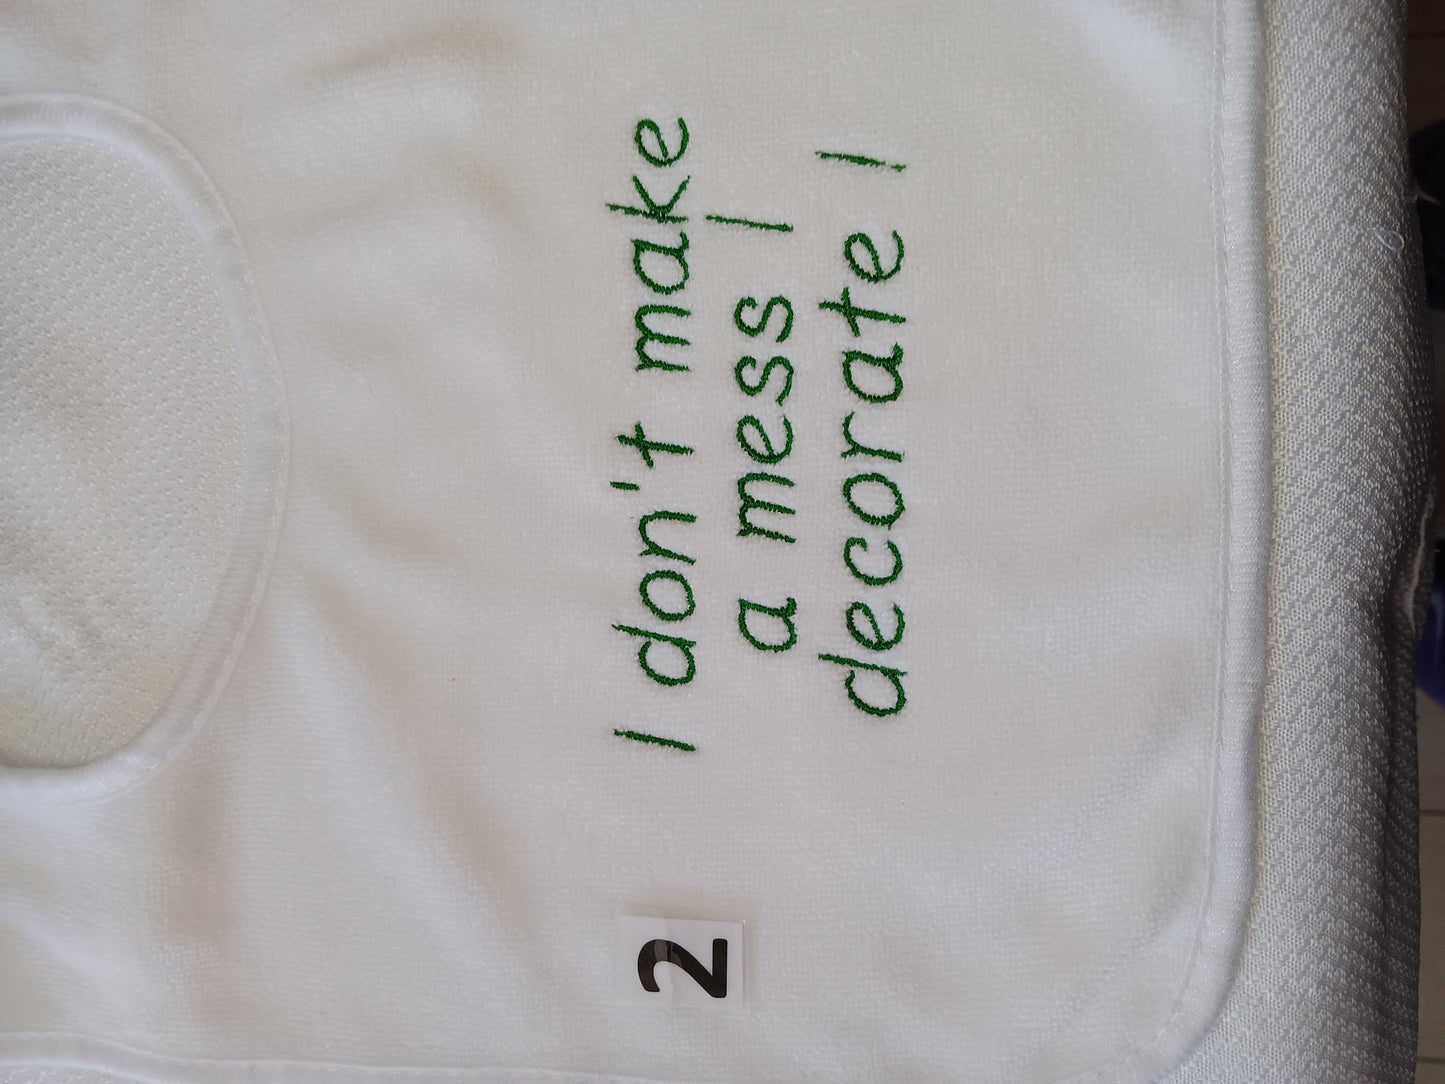 I don't make
a mess I
decorate !
2